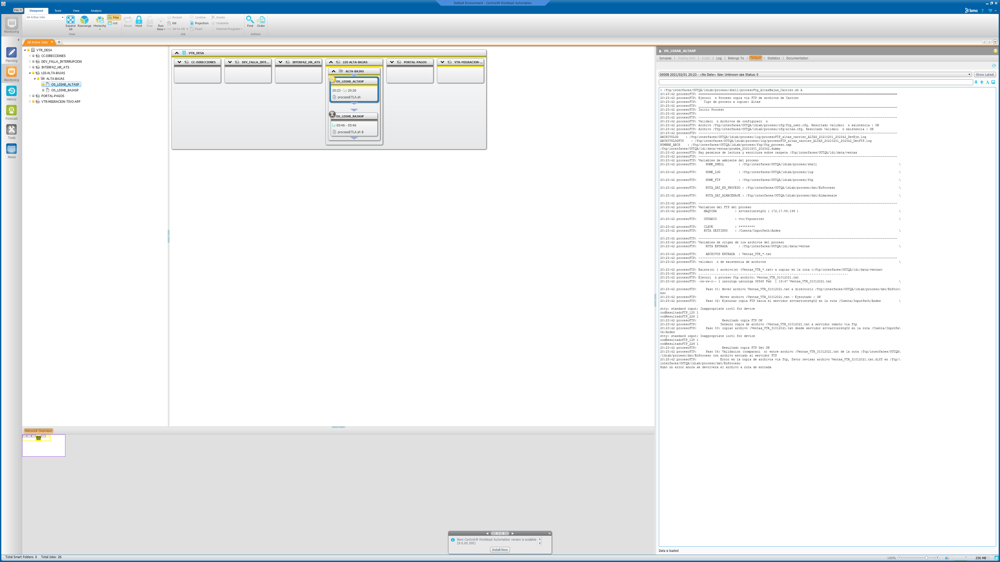 Default Environment - Control-M Workload Automation
File
Viewpoint
Tools
View
Analysis
bmc
All Active Jobs
Map
List
Expand All
Rearrange
Hierarchy
View
Rerun
Hold
Free
Run Now
Restart
Kill
Set to OK
Confirm
Projection
React
Delete
Undelete
External Programs
Job
Find
Order
Actions
Monitoring
Planning
Monitoring
History
Forecast
Tools
News
All Active Jobs
VTR_DESA
CC-DIRECCIONES
DEV_FALLA_INTERRUPCION
INTERFAZ_HR_ATS
LDI-ALTA-BAJAS
ALTA-BAJAS
OS_LDIAB_ALTASP
OS_LDIAB_BAJASP
PORTAL-PAGOS
VTR-MIGRACION-TIVO-APP
VTR_DESA
CC-DIRECCIONES
DEV_FALLA_INTE...
INTERFAZ_HR_ATS
LDI-ALTA-BAJAS
PORTAL-PAGOS
VTR-MIGRACION-...
ALTA-BAJAS
OS_LDIAB_ALTASP
20:23 - 20:26
procesoETLA.sh
OS_LDIAB_BAJASP
05:46 - 05:46
procesoETLA.sh B
OS_LDIAB_ALTASP
Synopsis | Waiting Info | Script | Log | Belongs To | Output | Statistics | Documentation
00008 2021/02/01 20:23 - <No Date> Size: Unknown size Status: 0
Show Latest
+ /ftp/interfaces/OUTQA/ldiab/proceso/shell/procesoFtp_AltasBajas_Carrier.sh A
20:23:42 procesoFTP: =============================================================================================================
20:23:42 procesoFTP: Ejecuci  n Proceso copia via FTP de archivos de Carrier
20:23:42 procesoFTP:    Tipo de proceco a copiar: Altas
20:23:42 procesoFTP: _____________________________________________________________________________________________________________
20:23:42 procesoFTP: Inicio Proceso
20:23:42 procesoFTP:
20:23:42 procesoFTP: -------------------------------------------------------------------------------------------------------------
20:23:42 procesoFTP: Validaci  n Archivos de configuraci  n
20:23:42 procesoFTP: Archivo /ftp/interfaces/OUTQA/ldiab/proceso/cfg/ftp_user.cfg. Resultado validaci  n existencia : OK
20:23:42 procesoFTP: Archivo /ftp/interfaces/OUTQA/ldiab/proceso/cfg/altas.cfg. Resultado validaci  n existencia : OK
20:23:42 procesoFTP: -------------------------------------------------------------------------------------------------------------
ARCHIVOLOG    : /ftp/interfaces/OUTQA/ldiab/proceso/log/procesoFTP_altas_carrier_ALTAS_20210201_202342_DetEje.log
ARCHIVOLOGFTP    : /ftp/interfaces/OUTQA/ldiab/proceso/log/procesoFTP_altas_carrier_ALTAS_20210201_202342_DetFTP.log
NOMBRE_ARCH    : /ftp/interfaces/OUTQA/ldiab/proceso/ftp/ftp_proceso.tmp
/ftp/interfaces/OUTQA/ldi/data/ventas/prueba_20210201_202342.dummy
20:23:42 procesoFTP: Hay permisos de lectura y escritura sobre carpeta /ftp/interfaces/OUTQA/ldi/data/ventas
20:23:42 procesoFTP: -------------------------------------------------------------------------------------------------------------
20:23:42 procesoFTP: Variables de ambiente del proceso
20:23:42 procesoFTP:     HOME_SHELL        : /ftp/interfaces/OUTQA/ldiab/proceso/shell \
20:23:42 procesoFTP:     HOME_LOG          : /ftp/interfaces/OUTQA/ldiab/proceso/log \
20:23:42 procesoFTP:     HOME_FTP          : /ftp/interfaces/OUTQA/ldiab/proceso/ftp \
20:23:42 procesoFTP:     RUTA_DAT_EN_PROCESO : /ftp/interfaces/OUTQA/ldiab/proceso/dat/EnProceso \
20:23:42 procesoFTP:     RUTA_DAT_ALMACENAJE : /ftp/interfaces/OUTQA/ldiab/proceso/dat/Almacenaje \
20:23:42 procesoFTP: -------------------------------------------------------------------------------------------------------------
20:23:42 procesoFTP: Variables del FTP del proceso
20:23:42 procesoFTP:    MAQUINA          : srvcarrierstg02 ( 172.17.58.199 ) \
20:23:42 procesoFTP:    USUARIO          : vtr/ftpcarrier \
20:23:42 procesoFTP:    CLAVE            : *********
20:23:42 procesoFTP:    RUTA DESTINOO    : /Cuenta/InputPath/Andes \
20:23:42 procesoFTP: -------------------------------------------------------------------------------------------------------------
20:23:42 procesoFTP: Variables de origen de los archivos del proceso
20:23:42 procesoFTP:     RUTA ENTRADA      : /ftp/interfaces/OUTQA/ldi/data/ventas \
20:23:42 procesoFTP:     ARCHIVOS ENTRADA  : Ventas_VTR_*.txt
20:23:42 procesoFTP: -------------------------------------------------------------------------------------------------------------
20:23:42 procesoFTP: validaci  n de existencia de archivos \
20:23:42 procesoFTP: Existe(n) 1 archivo(s) <Ventas_VTR_*.txt> a copiar en la ruta </ftp/interfaces/OUTQA/ldi/data/ventas>
20:23:42 procesoFTP: ..................................................................................
20:23:42 procesoFTP: Ejecuci  n proceso ftp archivo: Ventas_VTR_31012021.txt
20:23:42 procesoFTP: -rw-rw-r-- 1 usroutqa usroutqa 38568 Feb  1 19:47 Ventas_VTR_31012021.txt \
20:23:42 procesoFTP:     Paso 01: Mover archivo Ventas_VTR_31012021.txt a directorio /ftp/interfaces/OUTQA/ldiab/proceso/dat/EnProc\
eso
20:23:42 procesoFTP:             Mover archivo :Ventas_VTR_31012021.txt - Ejecutado : OK
20:23:42 procesoFTP:     Paso 02: Ejecutar copia FTP hacia el servidor srvcarrierstg02 en la ruta /Cuenta/InputPath/Andes \
stty: standard input: Inappropriate ioctl for device
codResultadoFTP_125 1
codResultadoFTP_226 1
20:23:42 procesoFTP:              Resultado copia FTP OK
20:23:42 procesoFTP:             Termino copia de archivo :Ventas_VTR_31012021.txt a servidor remoto via ftp
20:23:42 procesoFTP:     Paso 03: copiar archivo :Ventas_VTR_31012021.txt desde servidor srvcarrierstg02 en la ruta /Cuenta/InputPa\
th/Andes
stty: standard input: Inappropriate ioctl for device
codResultadoFTP_125 1
codResultadoFTP_226 1
20:23:42 procesoFTP:              Resultado copia FTP Get OK
20:23:42 procesoFTP:     Paso 04: Validacion (comparaci  n) entre archivo :Ventas_VTR_31012021.txt de la ruta /ftp/interfaces/OUTQA\
/ldiab/proceso/dat/EnProceso con archivo enviado al servidor FTP
20:25:42 procesoFTP:             Error en la copia de archivos via ftp, favor revisar archivo Ventas_VTR_31012021.txt.diff en /ftp/\
interfaces/OUTQA/ldiab/proceso/dat/EnProceso
Hubo un error ahora se devolvera el archivo a ruta de entrada
Data is loaded
Network Overview
4 / 4
New Control-M Workload Automation version is available
(9.0.00.300)
Install Now
Total Smart Folders: 0
Total Jobs: 26
100%
256 MB